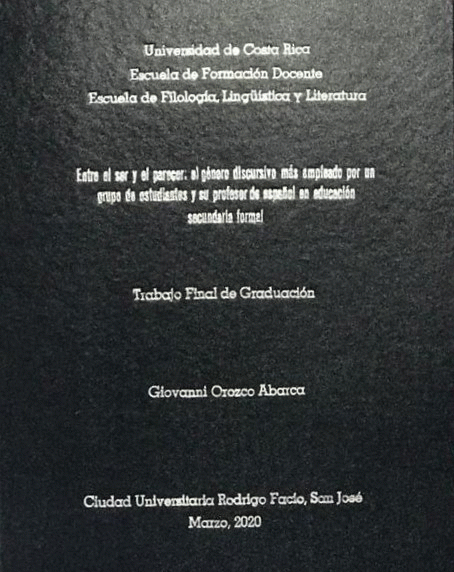 Universidad de Costa Rica
Escuela de Formación Docente
Escuela de Filología, Lingüística y Literatura
Entre el ser y el parecer: el género discursivo más empleado por un
grupo de estudiantes y su profesor de español en educación
secundaria formal
Trabajo Final de Graduación
Giovanni Orozco Abarca
Ciudad Universitaria Rodrigo Facio, San José
Marzo, 2020